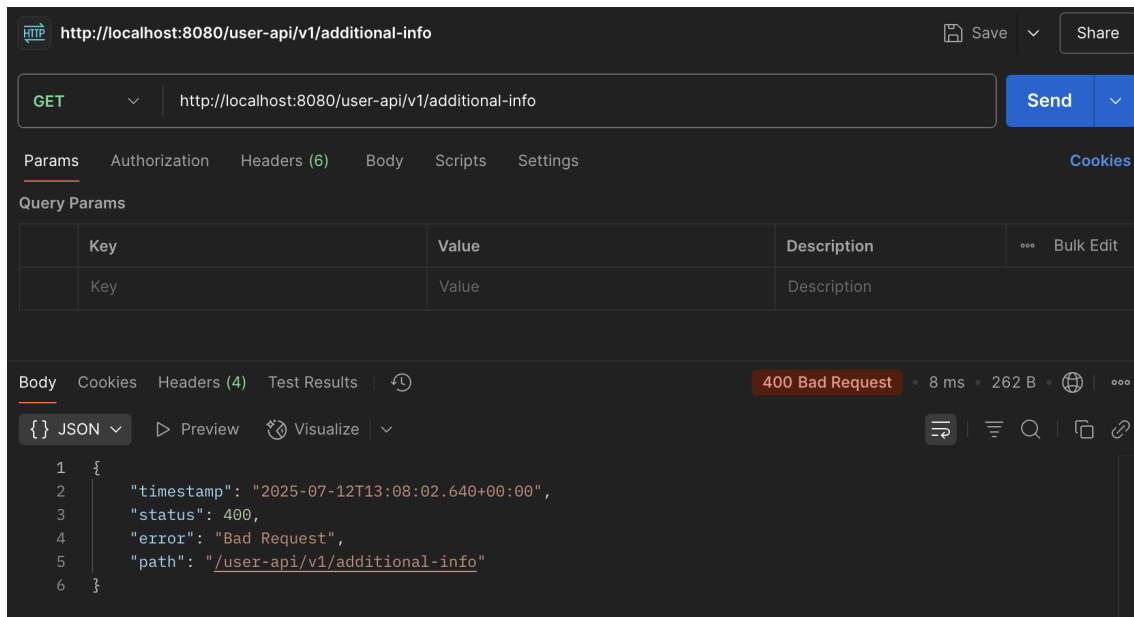 HTTP http://localhost:8080/user-api/v1/additional-info Save Share
GET http://localhost:8080/user-api/v1/additional-info Send
Params Authorization Headers (6) Body Scripts Settings Cookies
Query Params
Key Value Description Bulk Edit
Key Value Description
Body Cookies Headers (4) Test Results 400 Bad Request • 8 ms • 262 B •
{} JSON Preview Visualize
1 {
2 "timestamp": "2025-07-12T13:08:02.640+00:00",
3 "status": 400,
4 "error": "Bad Request",
5 "path": "/user-api/v1/additional-info"
6 }